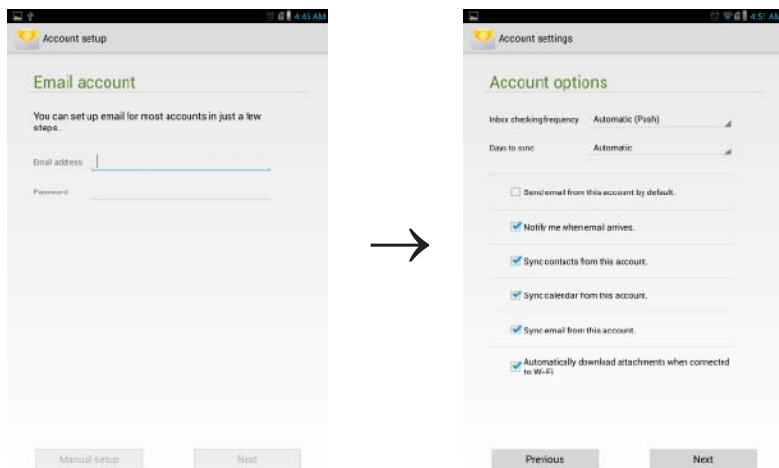 4:45 AM
Account setup
Email account
You can set up email for most accounts in just a few
steps.
Email address
Password
Manual setup
Next
→
4:51 AM
Account settings
Account options
Inbox checking frequency
Automatic (Push)
Days to sync
Automatic
Send email from this account by default.
Notify me when email arrives.
Sync contacts from this account.
Sync calendar from this account.
Sync email from this account.
Automatically download attachments when connected
to Wi-Fi
Previous
Next